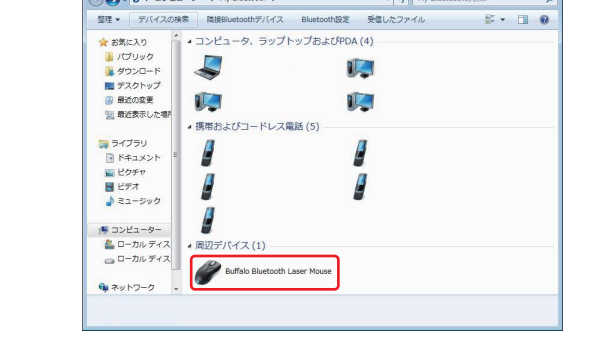 整理 ▼ デバイスの検索 隣接Bluetoothデバイス Bluetooth設定 受信したファイル
お気に入り
パブリック
ダウンロード
デスクトップ
最近の変更
最近表示した場所
ライブラリ
ドキュメント
ピクチャ
ビデオ
ミュージック
コンピューター
ローカル ディス
ローカル ディス
ネットワーク
コンピュータ、ラップトップおよびPDA (4)
携帯およびコードレス電話 (5)
周辺デバイス (1)
Buffalo Bluetooth Laser Mouse